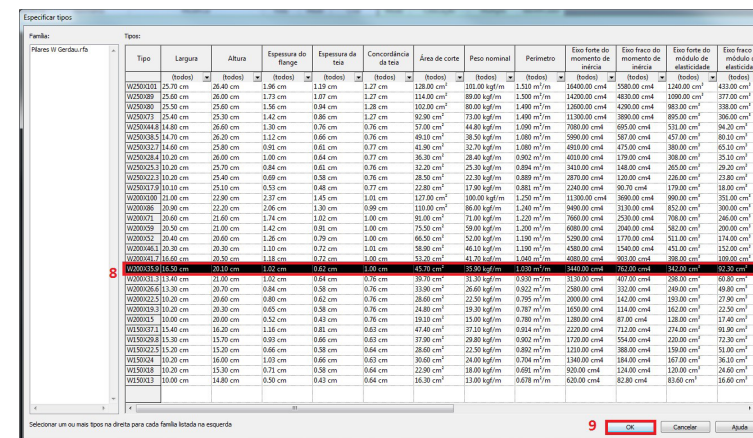 Especificar tipos
Família: Tipos:
Pilares W Gerdau.rfa
Tipo Largura Altura Espessura do flange Espessura da teia Concordância da teia Área de corte Peso nominal Perímetro Eixo forte do momento de inércia Eixo fraco do momento de inércia Eixo forte do módulo de elasticidade Eixo fraco módulo
(todos) (todos) (todos) (todos) (todos) (todos) (todos) (todos) (todos) (todos) (todos) (todos)
W250X101 25.70 cm 26.40 cm 1.96 cm 1.19 cm 1.27 cm 128.00 cm² 101.00 kgf/m 1.510 m²/m 16400.00 cm4 5580.00 cm4 1240.00 cm³ 433.00 cm³
W250X89 25.60 cm 26.00 cm 1.73 cm 1.07 cm 1.27 cm 114.00 cm² 89.00 kgf/m 1.500 m²/m 14200.00 cm4 4830.00 cm4 1090.00 cm³ 377.00 cm³
W250X80 25.50 cm 25.60 cm 1.56 cm 0.94 cm 1.28 cm 102.00 cm² 80.00 kgf/m 1.490 m²/m 12600.00 cm4 4290.00 cm4 983.00 cm³ 338.00 cm³
W250X73 25.40 cm 25.30 cm 1.42 cm 0.86 cm 1.27 cm 92.90 cm² 73.00 kgf/m 1.490 m²/m 11300.00 cm4 3890.00 cm4 895.00 cm³ 306.00 cm³
W250X44.8 14.80 cm 26.60 cm 1.30 cm 0.76 cm 0.76 cm 57.00 cm² 44.80 kgf/m 1.090 m²/m 7080.00 cm4 695.00 cm4 531.00 cm³ 94.20 cm³
W250X38.5 14.70 cm 26.20 cm 1.12 cm 0.66 cm 0.76 cm 49.10 cm² 38.50 kgf/m 1.080 m²/m 5990.00 cm4 587.00 cm4 457.00 cm³ 80.10 cm³
W250X32.7 14.60 cm 25.80 cm 0.91 cm 0.61 cm 0.77 cm 41.90 cm² 32.70 kgf/m 1.080 m²/m 4910.00 cm4 475.00 cm4 380.00 cm³ 65.10 cm³
W250X28.4 10.20 cm 26.00 cm 1.00 cm 0.64 cm 0.77 cm 36.30 cm² 28.40 kgf/m 0.902 m²/m 4010.00 cm4 179.00 cm4 308.00 cm³ 35.10 cm³
W250X25.3 10.20 cm 25.70 cm 0.84 cm 0.61 cm 0.76 cm 32.20 cm² 25.30 kgf/m 0.894 m²/m 3410.00 cm4 148.00 cm4 265.00 cm³ 29.20 cm³
W250X22.3 10.20 cm 25.40 cm 0.69 cm 0.58 cm 0.76 cm 28.50 cm² 22.30 kgf/m 0.889 m²/m 2870.00 cm4 120.00 cm4 226.00 cm³ 23.80 cm³
W250X17.9 10.10 cm 25.10 cm 0.53 cm 0.48 cm 0.77 cm 22.80 cm² 17.90 kgf/m 0.881 m²/m 2240.00 cm4 90.70 cm4 179.00 cm³ 18.00 cm³
W200X100 21.00 cm 22.90 cm 2.37 cm 1.45 cm 1.01 cm 127.00 cm² 100.00 kgf/m 1.250 m²/m 11300.00 cm4 3690.00 cm4 990.00 cm³ 351.00 cm³
W200X86 20.90 cm 22.20 cm 2.06 cm 1.30 cm 0.99 cm 110.00 cm² 86.00 kgf/m 1.240 m²/m 9490.00 cm4 3130.00 cm4 852.00 cm³ 300.00 cm³
W200X71 20.60 cm 21.60 cm 1.74 cm 1.02 cm 1.00 cm 91.00 cm² 71.00 kgf/m 1.220 m²/m 7660.00 cm4 2530.00 cm4 708.00 cm³ 246.00 cm³
W200X59 20.50 cm 21.00 cm 1.42 cm 0.91 cm 1.00 cm 75.50 cm² 59.00 kgf/m 1.200 m²/m 6080.00 cm4 2040.00 cm4 582.00 cm³ 200.00 cm³
W200X52 20.40 cm 20.60 cm 1.26 cm 0.79 cm 1.00 cm 66.50 cm² 52.00 kgf/m 1.190 m²/m 5290.00 cm4 1770.00 cm4 511.00 cm³ 174.00 cm³
W200X46.1 20.30 cm 20.30 cm 1.10 cm 0.72 cm 1.01 cm 58.90 cm² 46.10 kgf/m 1.190 m²/m 4580.00 cm4 1540.00 cm4 451.00 cm³ 152.00 cm³
W200X41.7 16.60 cm 20.50 cm 1.18 cm 0.72 cm 1.00 cm 53.20 cm² 41.70 kgf/m 1.040 m²/m 4080.00 cm4 903.00 cm4 398.00 cm³ 109.00 cm³
8 W200X35.9 16.50 cm 20.10 cm 1.02 cm 0.62 cm 1.00 cm 45.70 cm² 35.90 kgf/m 1.030 m²/m 3440.00 cm4 762.00 cm4 342.00 cm³ 92.30 cm³
W200X31.3 13.40 cm 21.00 cm 1.02 cm 0.64 cm 0.76 cm 39.70 cm² 31.30 kgf/m 0.930 m²/m 3130.00 cm4 407.00 cm4 298.00 cm³ 60.80 cm³
W200X26.6 13.30 cm 20.70 cm 0.84 cm 0.58 cm 0.76 cm 33.90 cm² 26.60 kgf/m 0.922 m²/m 2580.00 cm4 332.00 cm4 249.00 cm³ 49.80 cm³
W200X22.5 10.20 cm 20.60 cm 0.80 cm 0.62 cm 0.76 cm 28.60 cm² 22.50 kgf/m 0.795 m²/m 2000.00 cm4 142.00 cm4 193.00 cm³ 27.90 cm³
W200X19.3 10.20 cm 20.30 cm 0.65 cm 0.58 cm 0.76 cm 24.80 cm² 19.30 kgf/m 0.787 m²/m 1650.00 cm4 114.00 cm4 162.00 cm³ 22.50 cm³
W200X15 10.00 cm 20.00 cm 0.52 cm 0.43 cm 0.76 cm 19.10 cm² 15.00 kgf/m 0.780 m²/m 1280.00 cm4 87.00 cm4 128.00 cm³ 17.40 cm³
W150X37.1 15.40 cm 16.20 cm 1.16 cm 0.81 cm 0.63 cm 47.40 cm² 37.10 kgf/m 0.914 m²/m 2220.00 cm4 712.00 cm4 274.00 cm³ 91.90 cm³
W150X29.8 15.30 cm 15.70 cm 0.93 cm 0.66 cm 0.63 cm 37.90 cm² 29.80 kgf/m 0.902 m²/m 1720.00 cm4 554.00 cm4 220.00 cm³ 72.30 cm³
W150X22.5 15.20 cm 15.20 cm 0.66 cm 0.58 cm 0.64 cm 28.60 cm² 22.50 kgf/m 0.892 m²/m 1210.00 cm4 388.00 cm4 159.00 cm³ 51.00 cm³
W150X24 10.20 cm 16.00 cm 1.03 cm 0.66 cm 0.63 cm 30.60 cm² 24.00 kgf/m 0.704 m²/m 1340.00 cm4 184.00 cm4 167.00 cm³ 36.10 cm³
W150X18 10.20 cm 15.30 cm 0.71 cm 0.58 cm 0.64 cm 22.90 cm² 18.00 kgf/m 0.691 m²/m 920.00 cm4 124.00 cm4 120.00 cm³ 24.60 cm³
W150X13 10.00 cm 14.80 cm 0.50 cm 0.43 cm 0.64 cm 16.30 cm² 13.00 kgf/m 0.678 m²/m 620.00 cm4 82.80 cm4 83.60 cm³ 16.60 cm³
Selecionar um ou mais tipos na direita para cada família listada na esquerda
9 OK Cancelar Ajuda